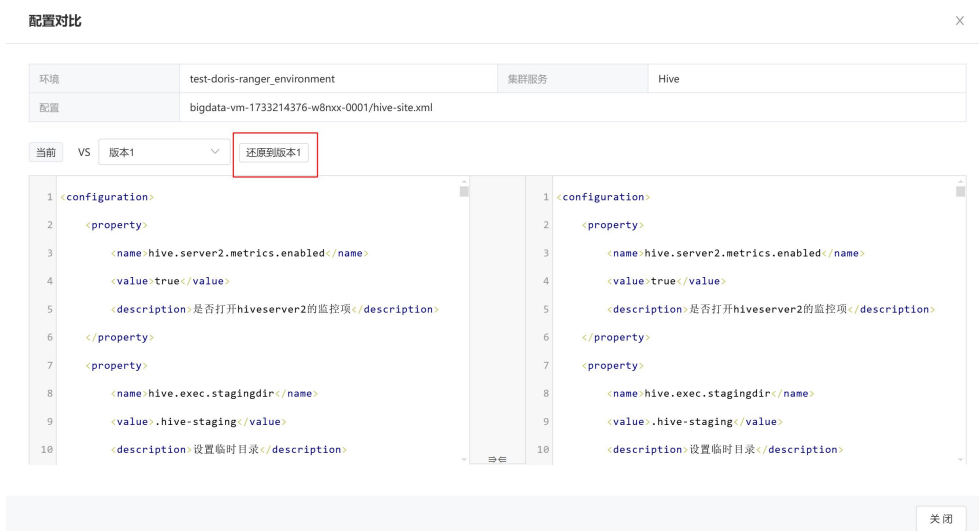 配置对比
环境 test-doris-ranger_environment 集群服务 Hive
配置 bigdata-vm-1733214376-w8nxx-0001/hive-site.xml
当前 VS 版本1 还原到版本1
1 <configuration>
2 <property>
3 <name>hive.server2.metrics.enabled</name>
4 <value>true</value>
5 <description>是否打开hiveserver2的监控项</description>
6 </property>
7 <property>
8 <name>hive.exec.stagingdir</name>
9 <value>.hive-staging</value>
10 <description>设置临时目录</description>
1 <configuration>
2 <property>
3 <name>hive.server2.metrics.enabled</name>
4 <value>true</value>
5 <description>是否打开hiveserver2的监控项</description>
6 </property>
7 <property>
8 <name>hive.exec.stagingdir</name>
9 <value>.hive-staging</value>
10 <description>设置临时目录</description>
关 闭